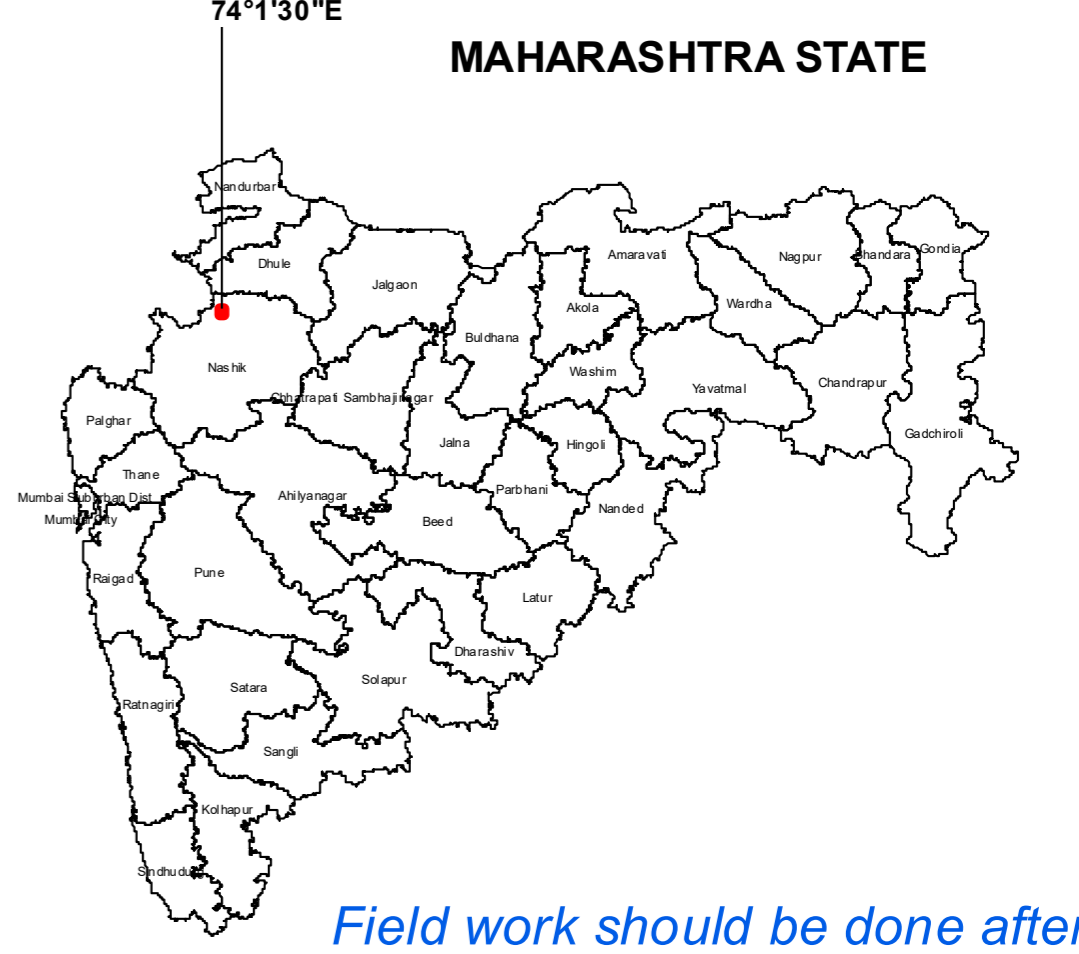 74°1'30"E
MAHARASHTRA STATE
Nandurbar
Dhule
Jalgaon
Amaravati
Nagpur
Bhandara
Gondia
Akola
Wardha
Buldhana
Nashik
Washim
Yavatmal
Chandrapur
Chhatrapati Sambhajinagar
Palghar
Jalna
Hingoli
Gadchiroli
Thane
Ahilyanagar
Parbhani
Mumbai Suburban Dist
Nanded
Mumbai City
Beed
Raigad
Pune
Latur
Dharashiv
Solapur
Satara
Ratnagiri
Sangli
Kolhapur
Field work should be done after